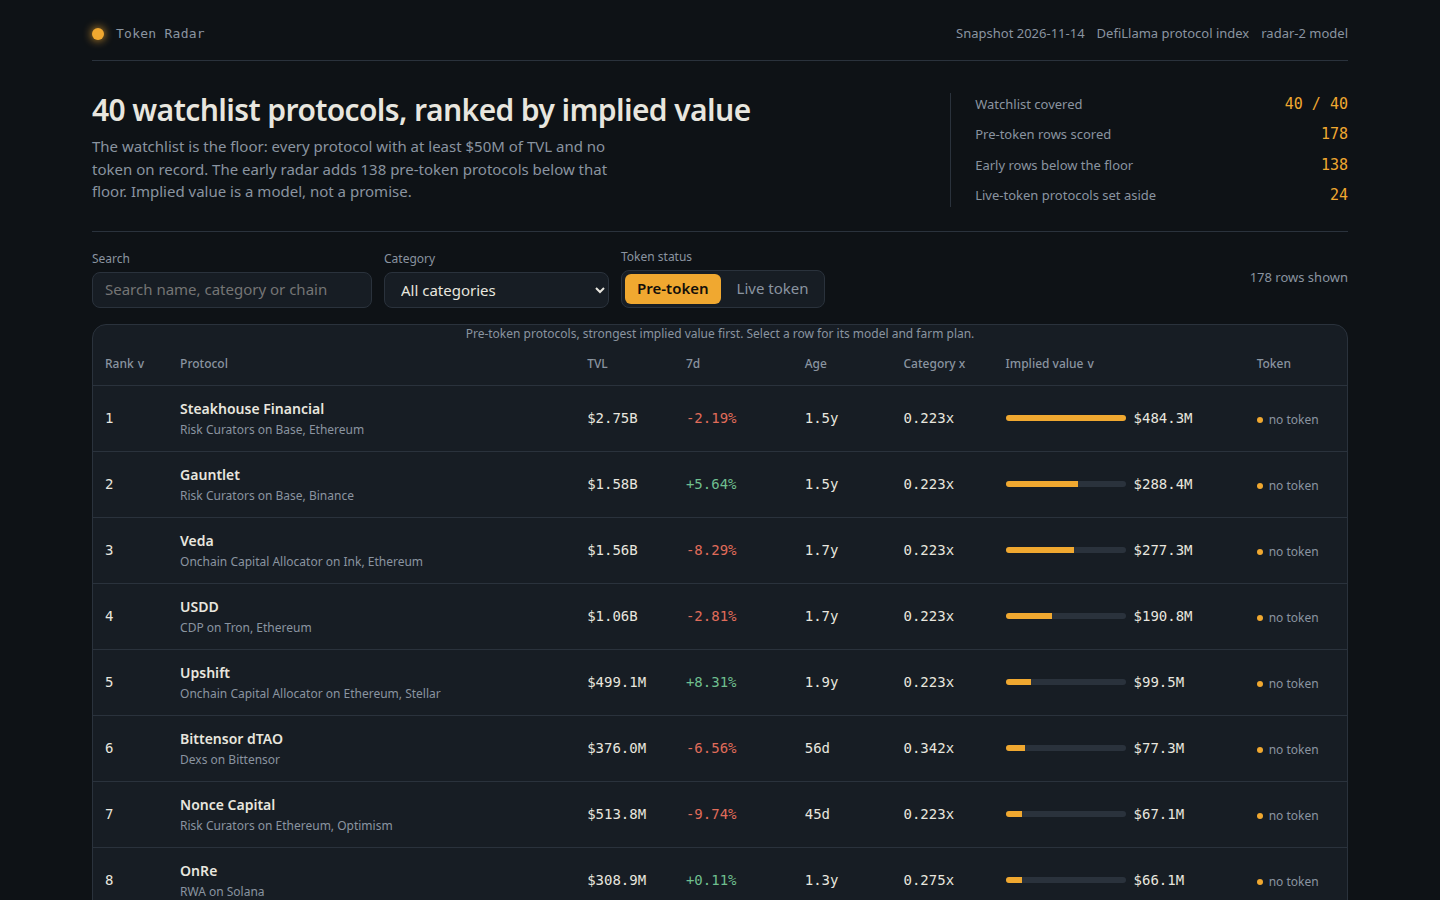 Token Radar
Snapshot 2026-11-14 DefiLlama protocol index radar-2 model
40 watchlist protocols, ranked by implied value
The watchlist is the floor: every protocol with at least $50M of TVL and no
token on record. The early radar adds 138 pre-token protocols below that
floor. Implied value is a model, not a promise.
Watchlist covered 40 / 40
Pre-token rows scored 178
Early rows below the floor 138
Live-token protocols set aside 24
Search
Category
Token status
Search name, category or chain
All categories
Pre-token Live token
178 rows shown
Pre-token protocols, strongest implied value first. Select a row for its model and farm plan.
Rank v Protocol TVL 7d Age Category x Implied value v Token
1 Steakhouse Financial $2.75B -2.19% 1.5y 0.223x $484.3M no token
Risk Curators on Base, Ethereum
2 Gauntlet $1.58B +5.64% 1.5y 0.223x $288.4M no token
Risk Curators on Base, Binance
3 Veda $1.56B -8.29% 1.7y 0.223x $277.3M no token
Onchain Capital Allocator on Ink, Ethereum
4 USDD $1.06B -2.81% 1.7y 0.223x $190.8M no token
CDP on Tron, Ethereum
5 Upshift $499.1M +8.31% 1.9y 0.223x $99.5M no token
Onchain Capital Allocator on Ethereum, Stellar
6 Bittensor dTAO $376.0M -6.56% 56d 0.342x $77.3M no token
Dexs on Bittensor
7 Nonce Capital $513.8M -9.74% 45d 0.223x $67.1M no token
Risk Curators on Ethereum, Optimism
8 OnRe $308.9M +0.11% 1.3y 0.275x $66.1M no token
RWA on Solana